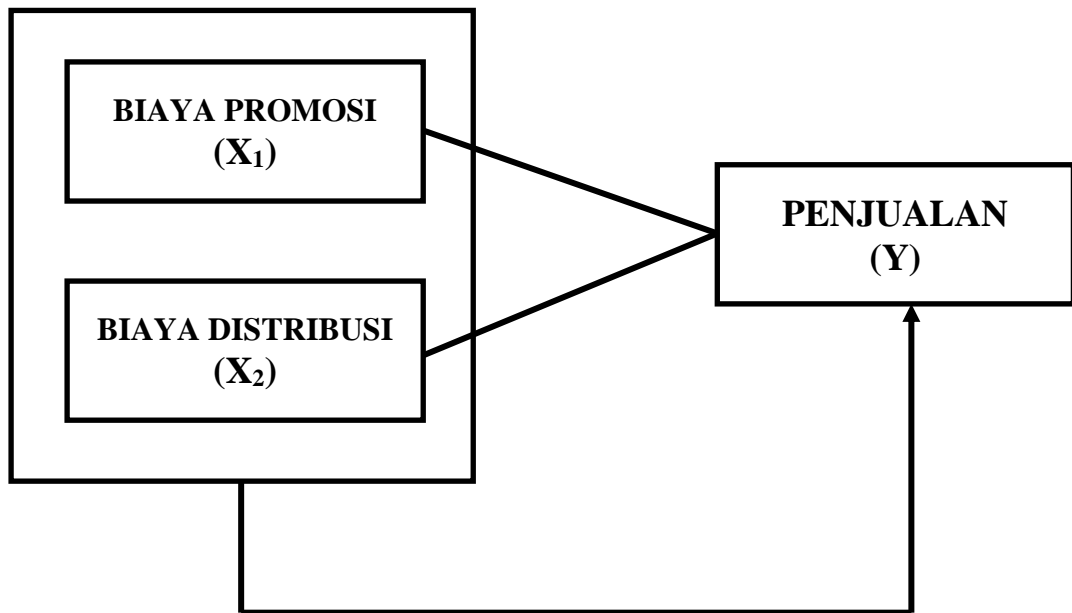 BIAYA PROMOSI
(X₁)
PENJUALAN
(Y)
BIAYA DISTRIBUSI
(X₂)